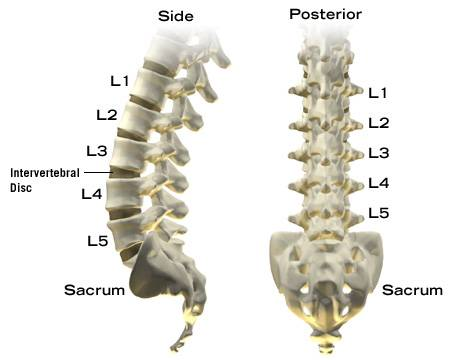 Side
L1
L2
L3
Intervertebral
Disc
L4
L5
Sacrum
Posterior
L1
L2
L3
L4
L5
Sacrum